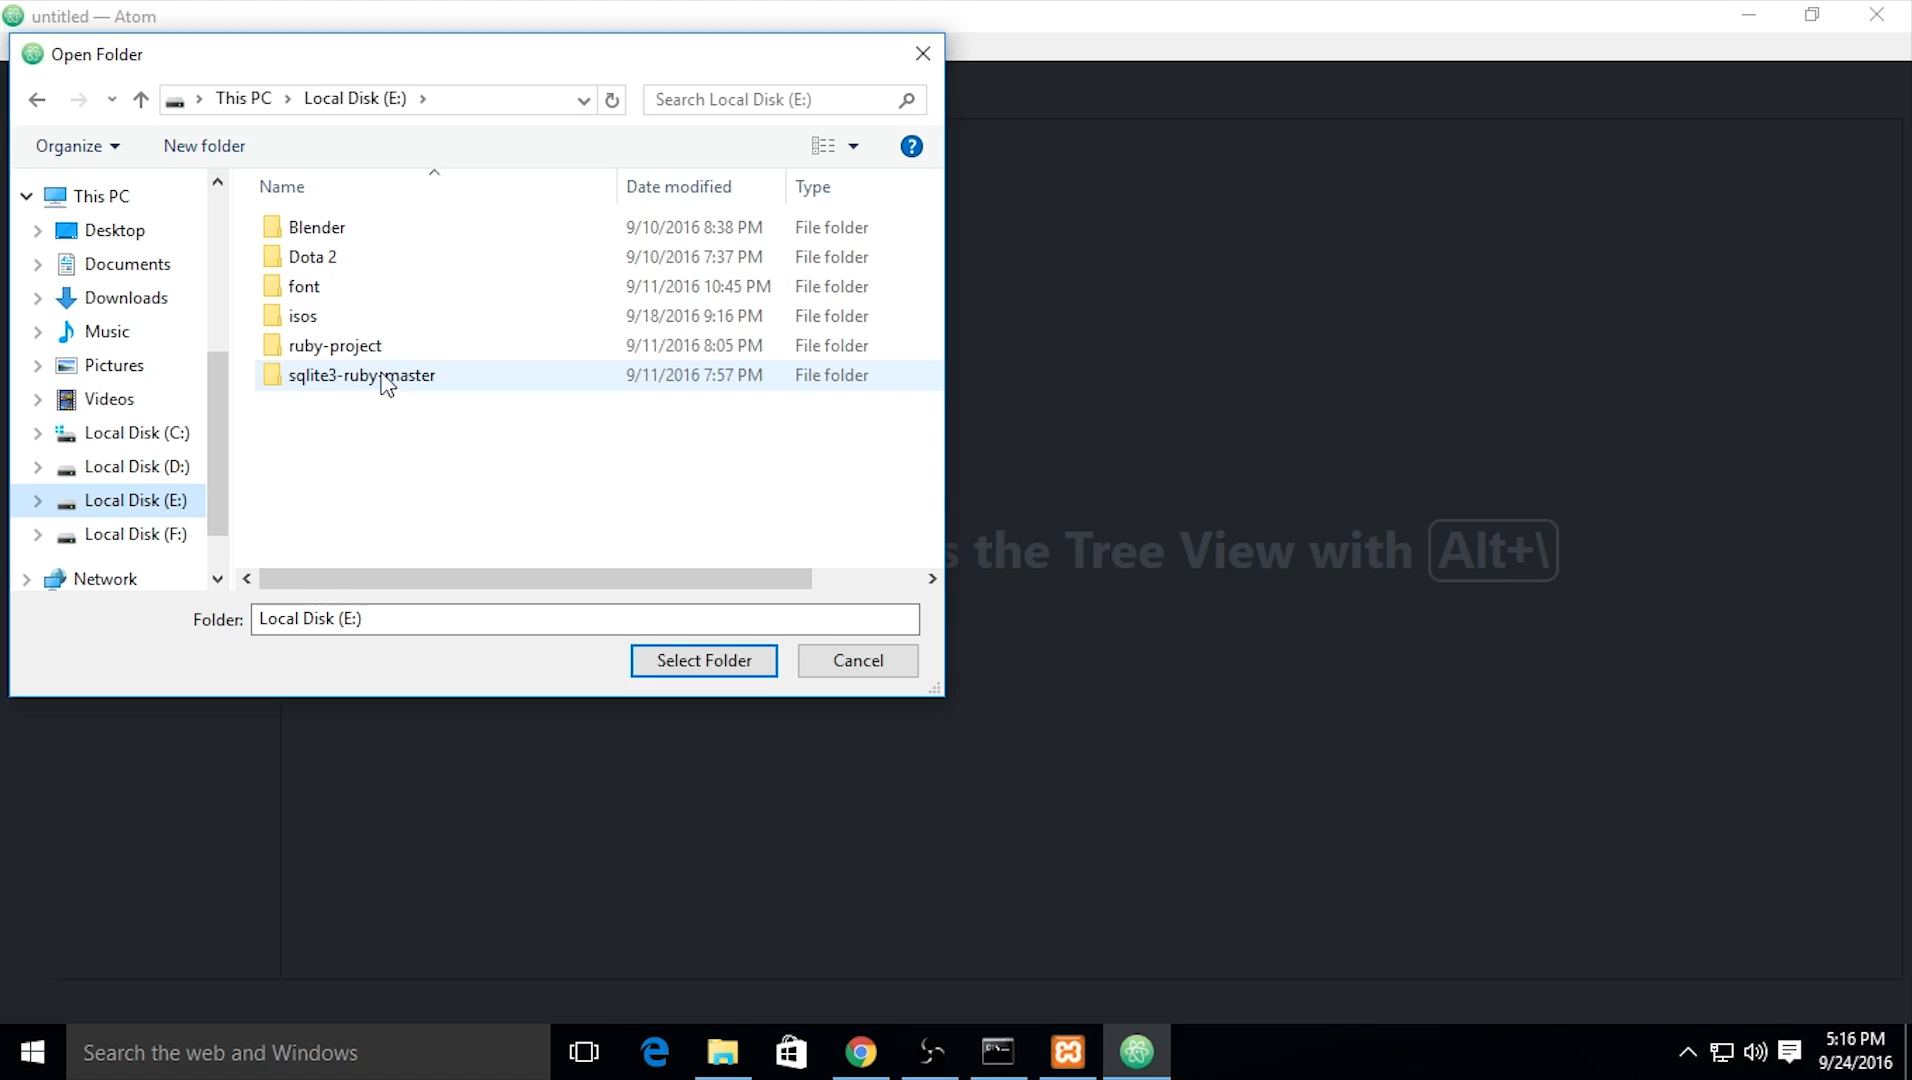 untitled — Atom
Open Folder
This PC > Local Disk (E:) >
Search Local Disk (E:)
Organize
New folder
?
Name
Date modified
Type
This PC
Desktop
Documents
Downloads
Music
Pictures
Videos
Local Disk (C:)
Local Disk (D:)
Local Disk (E:)
Local Disk (F:)
Network
Blender 9/10/2016 8:38 PM File folder
Dota 2 9/10/2016 7:37 PM File folder
font 9/11/2016 10:45 PM File folder
isos 9/18/2016 9:16 PM File folder
ruby-project 9/11/2016 8:05 PM File folder
sqlite3-ruby-master 9/11/2016 7:57 PM File folder
s the Tree View with Alt+\
Folder: Local Disk (E:)
Select Folder
Cancel
Search the web and Windows
5:16 PM
9/24/2016